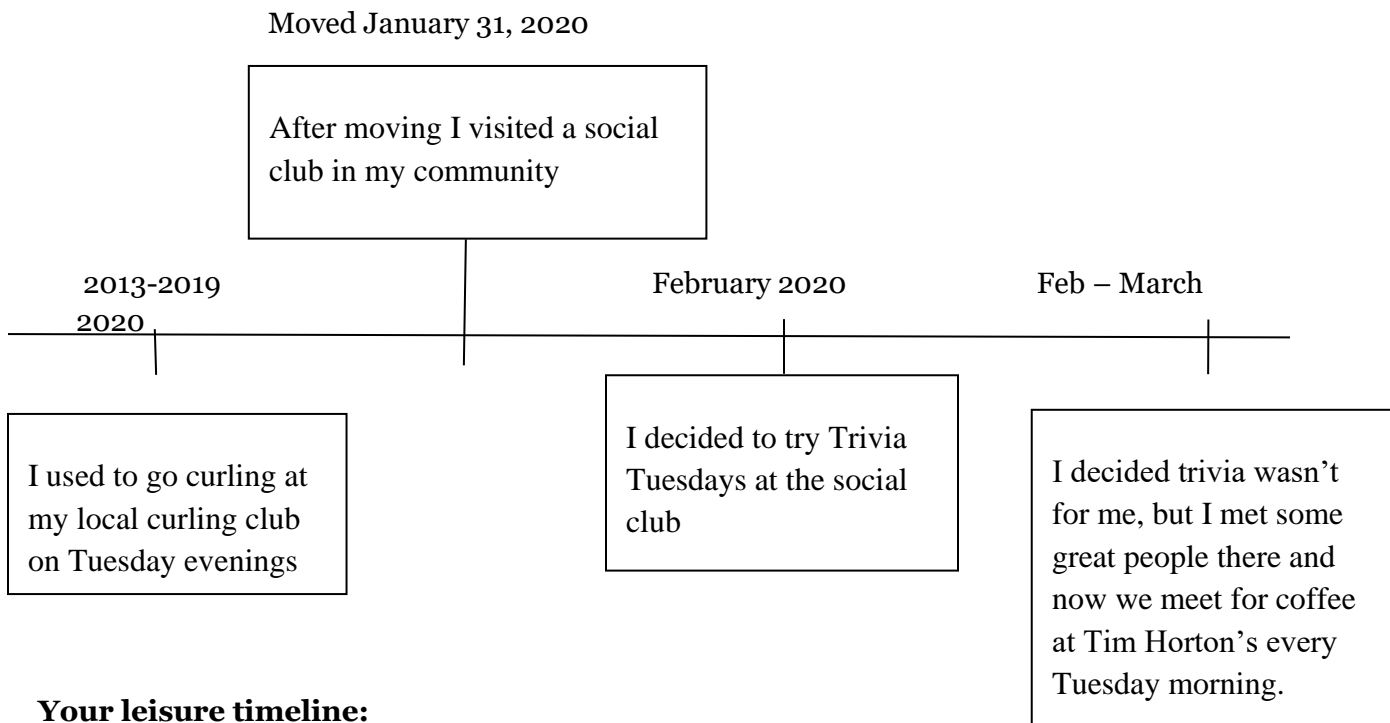 Moved January 31, 2020
After moving I visited a social
club in my community
2013-2019
February 2020
Feb – March
2020
I used to go curling at
my local curling club
on Tuesday evenings
I decided to try Trivia
Tuesdays at the social
club
I decided trivia wasn’t
for me, but I met some
great people there and
now we meet for coffee
at Tim Horton’s every
Tuesday morning.
Your leisure timeline: